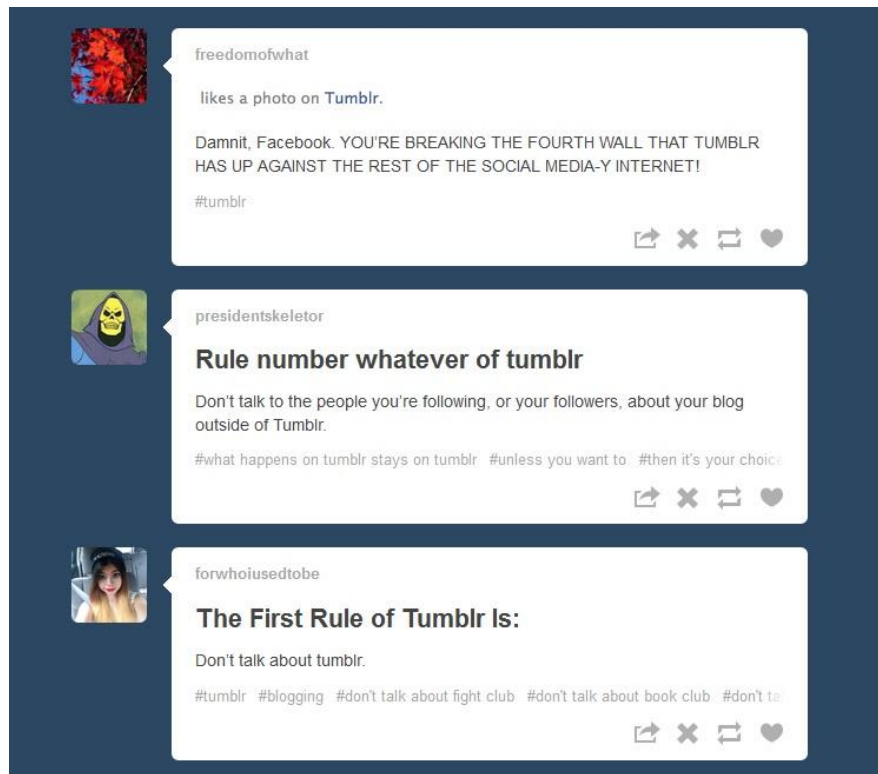 freedomofwhat
likes a photo on Tumblr.
Damnit, Facebook. YOU'RE BREAKING THE FOURTH WALL THAT TUMBLR
HAS UP AGAINST THE REST OF THE SOCIAL MEDIA-Y INTERNET!
#tumblr
presidentskeletor
Rule number whatever of tumblr
Don't talk to the people you're following, or your followers, about your blog
outside of Tumblr.
#what happens on tumblr stays on tumblr #unless you want to #then it's your choice
forwhoiusedtobe
The First Rule of Tumblr Is:
Don't talk about tumblr.
#tumblr #blogging #don't talk about fight club #don't talk about book club #don't ta